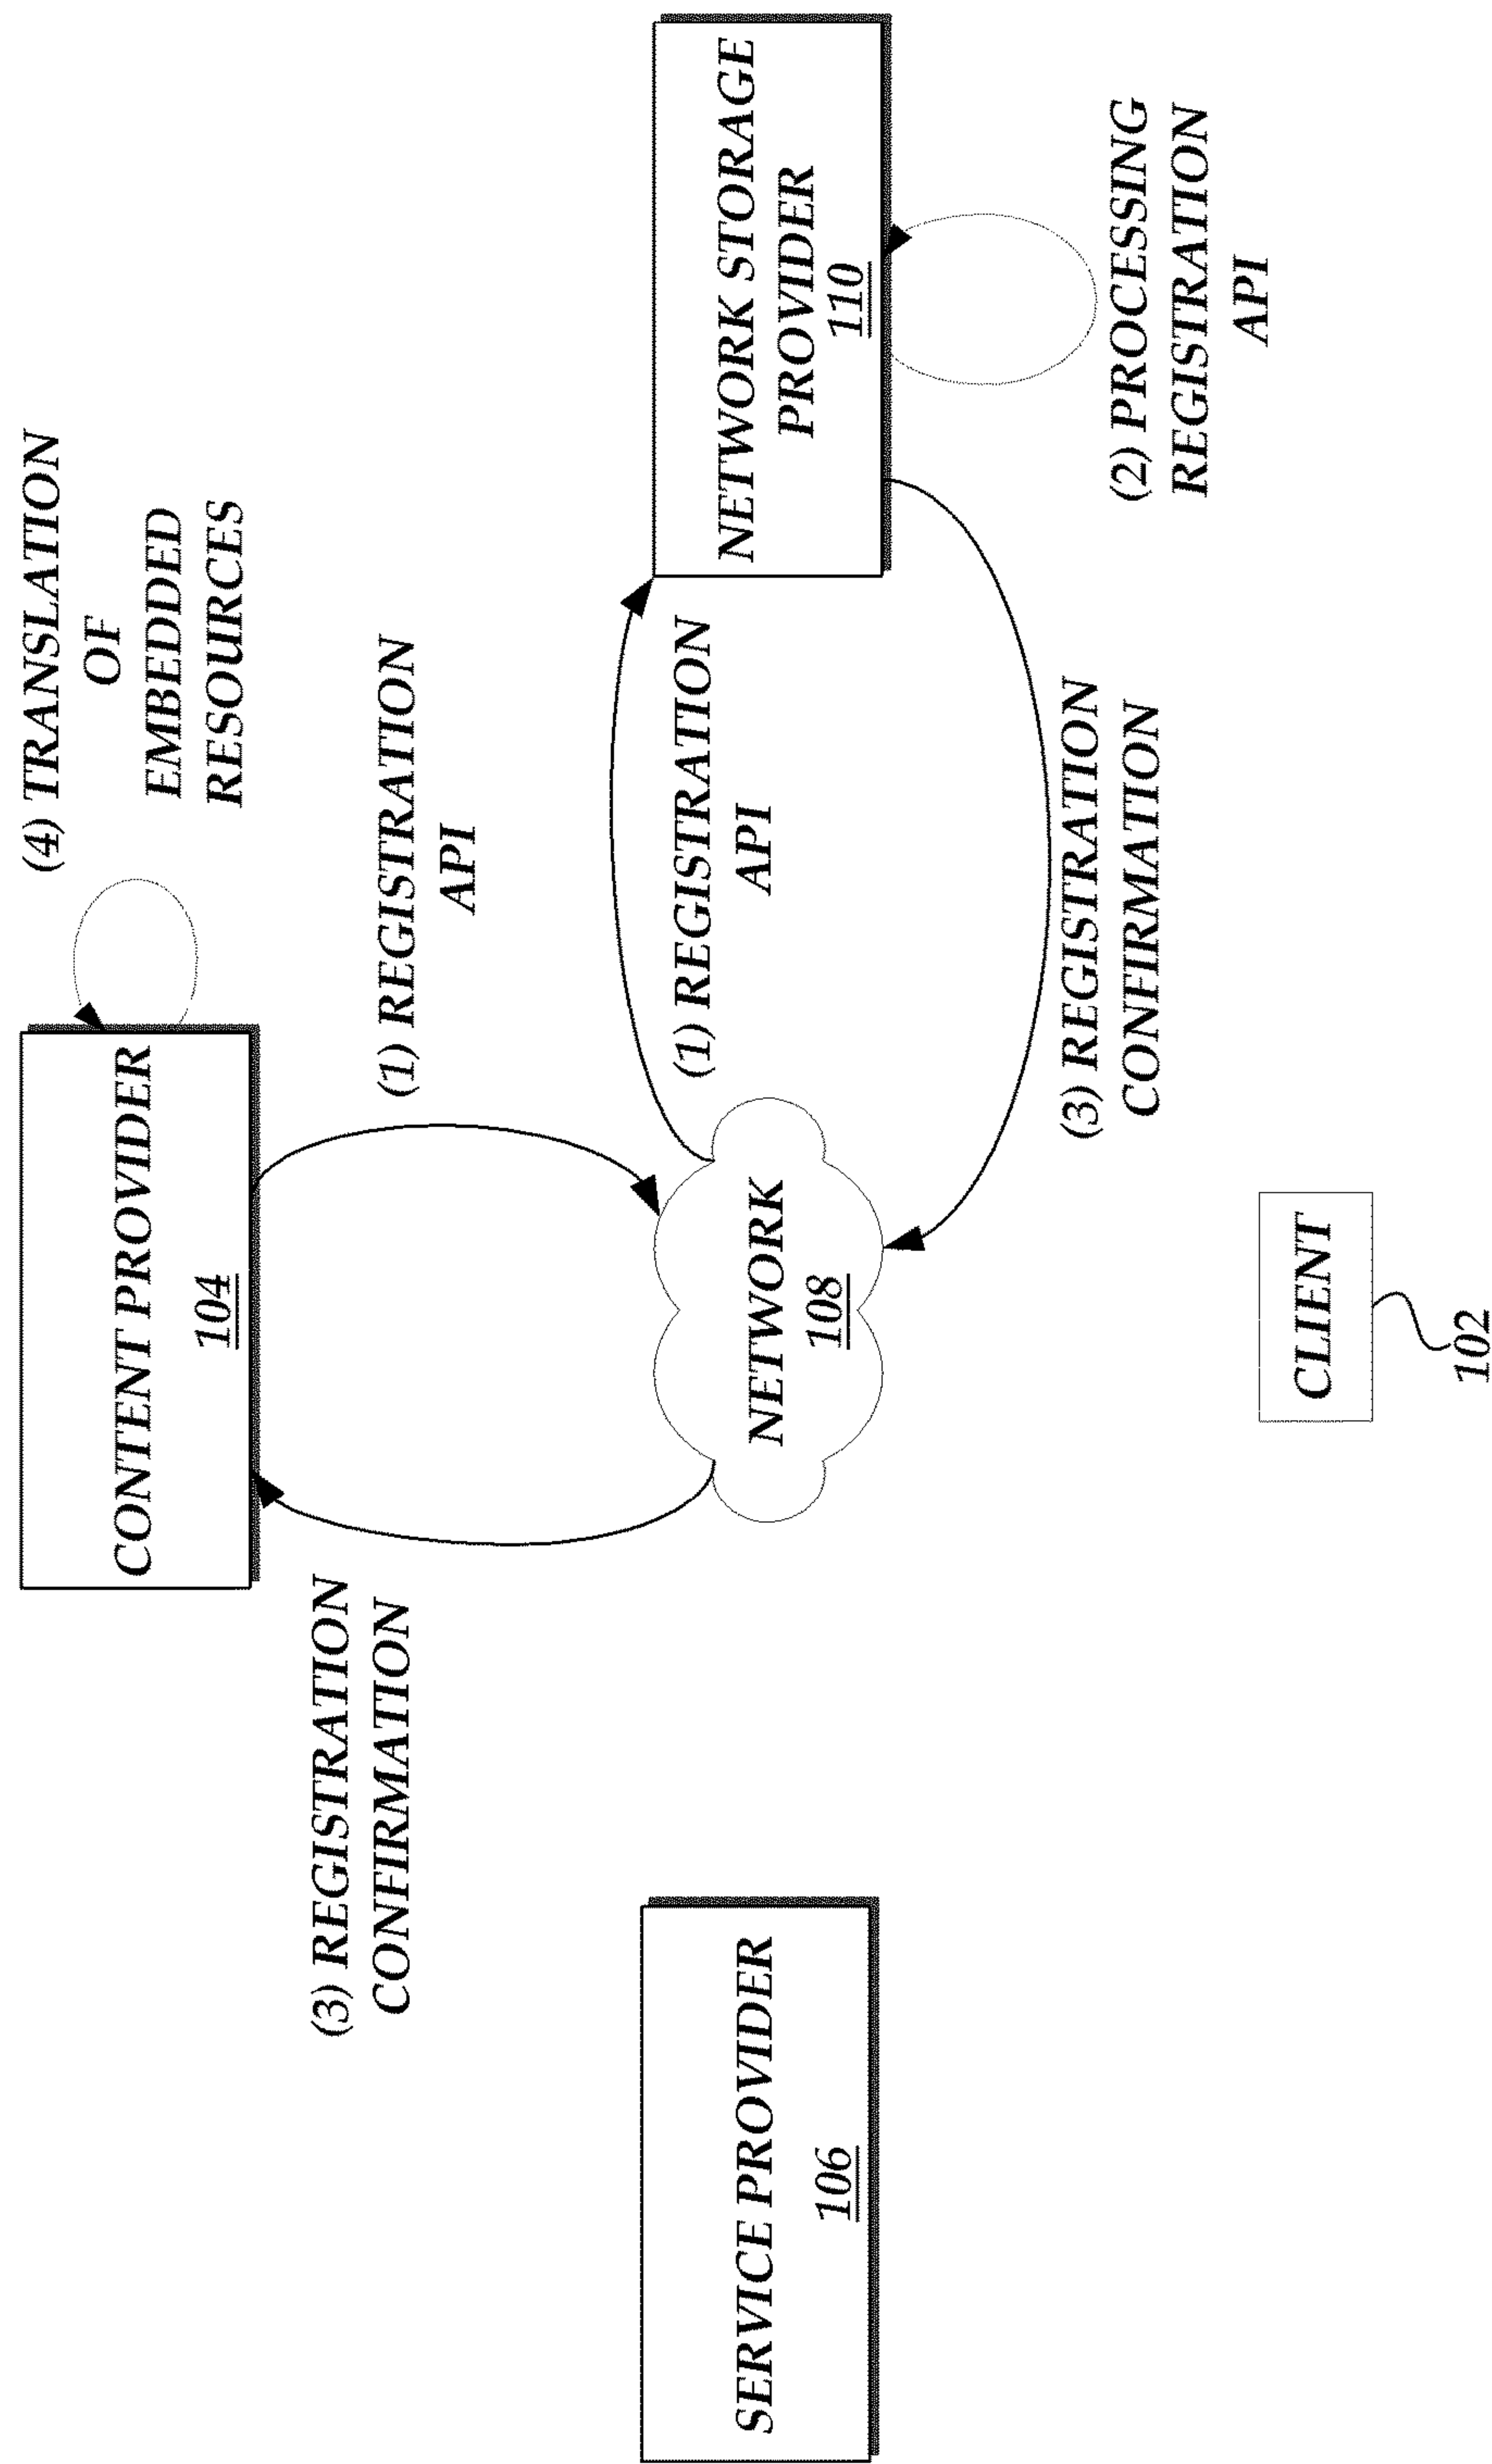 CONTENT PROVIDER
104
(4) TRANSLATION
OF
EMBEDDED
RESOURCES
(3) REGISTRATION
CONFIRMATION
(1) REGISTRATION
API
SERVICE PROVIDER
106
NETWORK
108
(1) REGISTRATION
API
NETWORK STORAGE
PROVIDER
110
(3) REGISTRATION
CONFIRMATION
(2) PROCESSING
REGISTRATION
API
CLIENT
102